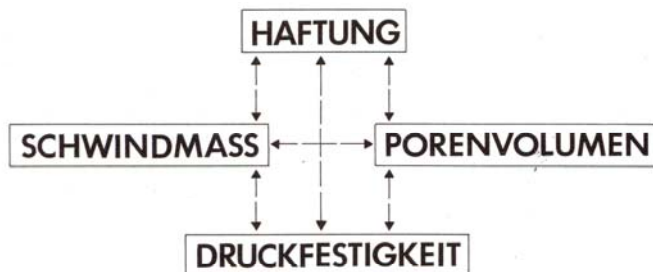 HAFTUNG
SCHWINDMASS
PORENVOLUMEN
DRUCKFESTIGKEIT